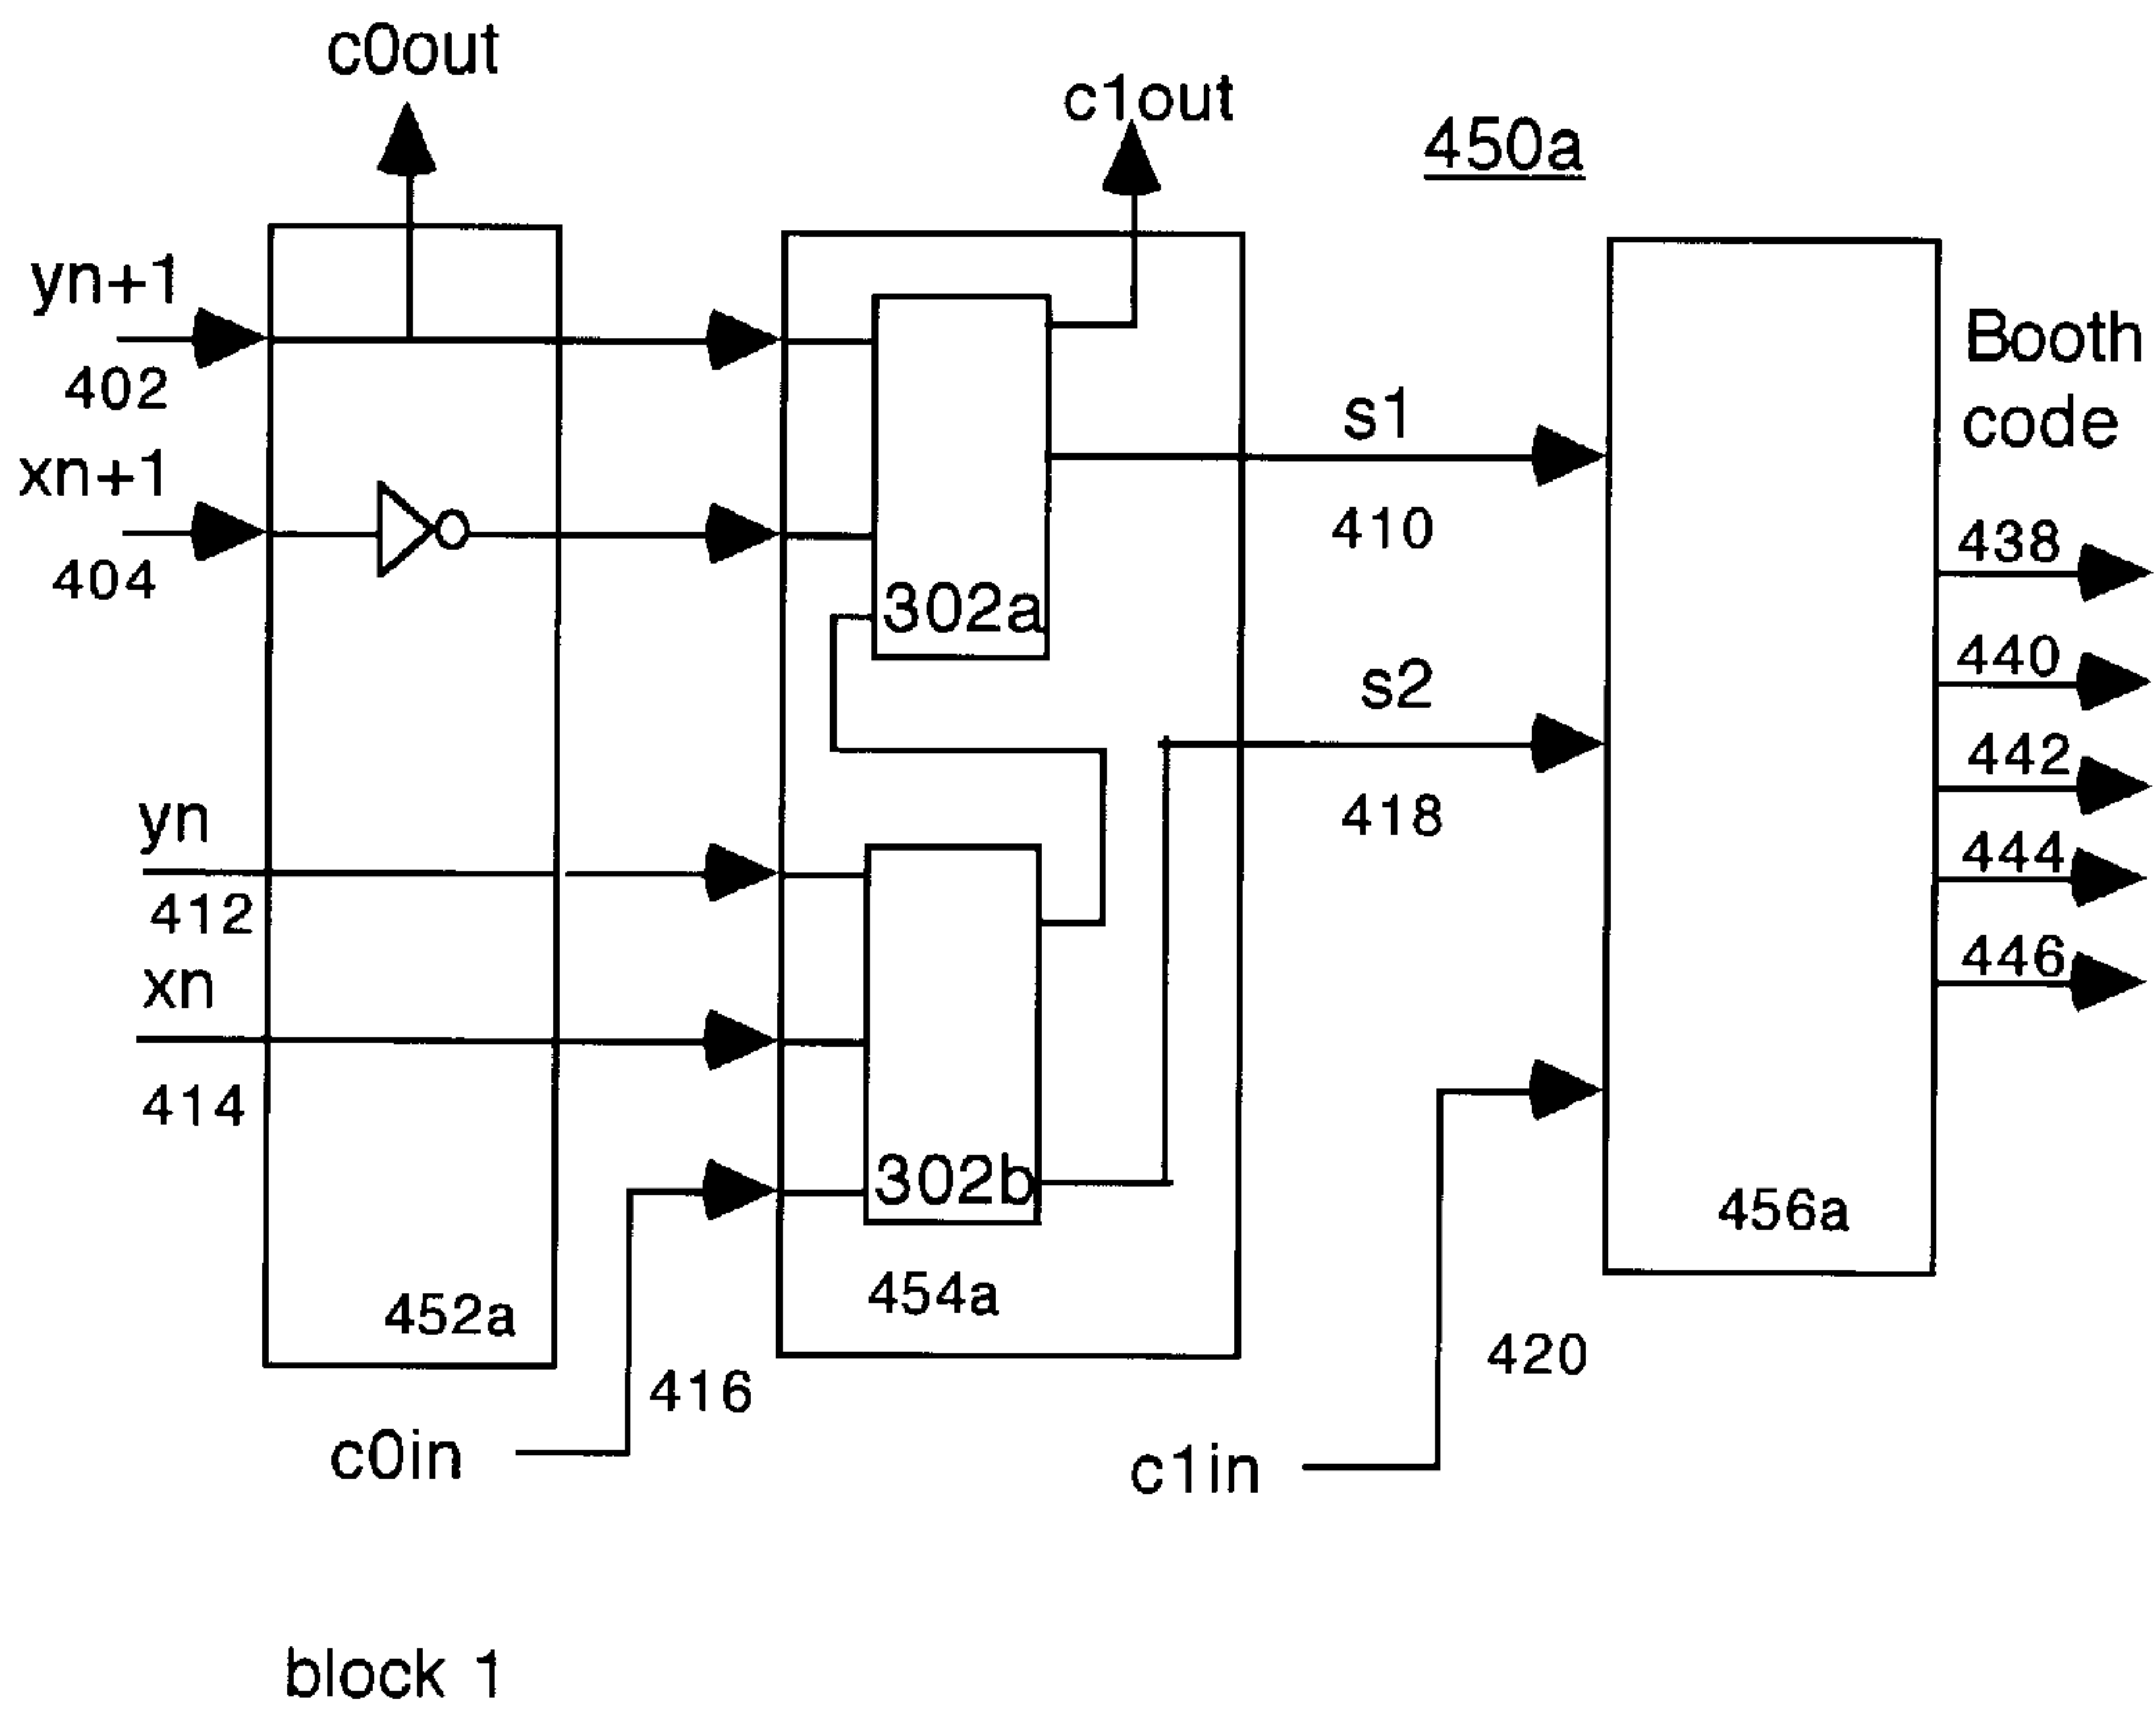 c0out
c1out
450a
yn+1
402
xn+1
404
302a
s1
410
s2
418
Booth
code
438
440
442
444
446
yn
412
xn
414
302b
454a
452a
456a
416
420
c0in
c1in
block 1